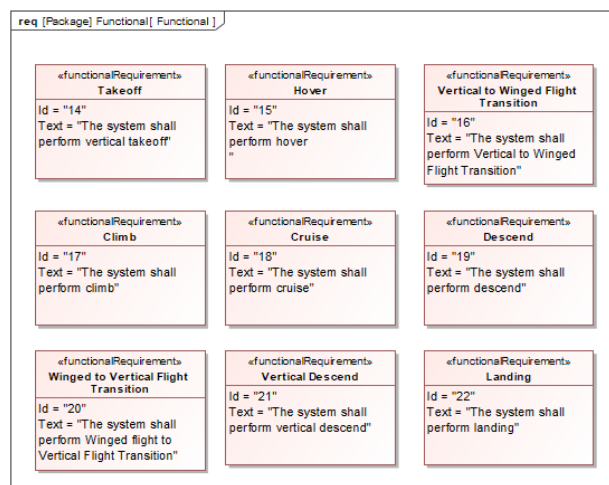 req [Package] Functional[ Functional ]
«functionalRequirement»
Takeoff
Id = "14"
Text = "The system shall
perform vertical takeoff"
«functionalRequirement»
Hover
Id = "15"
Text = "The system shall
perform hover
"
«functionalRequirement»
Vertical to Winged Flight
Transition
Id = "16"
Text = "The system shall
perform Vertical to Winged
Flight Transition"
«functionalRequirement»
Climb
Id = "17"
Text = "The system shall
perform climb"
«functionalRequirement»
Cruise
Id = "18"
Text = "The system shall
perform cruise"
«functionalRequirement»
Descend
Id = "19"
Text = "The system shall
perform descend"
«functionalRequirement»
Winged to Vertical Flight
Transition
Id = "20"
Text = "The system shall
perform Winged flight to
Vertical Flight Transition"
«functionalRequirement»
Vertical Descend
Id = "21"
Text = "The system shall
perform vertical descend"
«functionalRequirement»
Landing
Id = "22"
Text = "The system shall
perform landing"